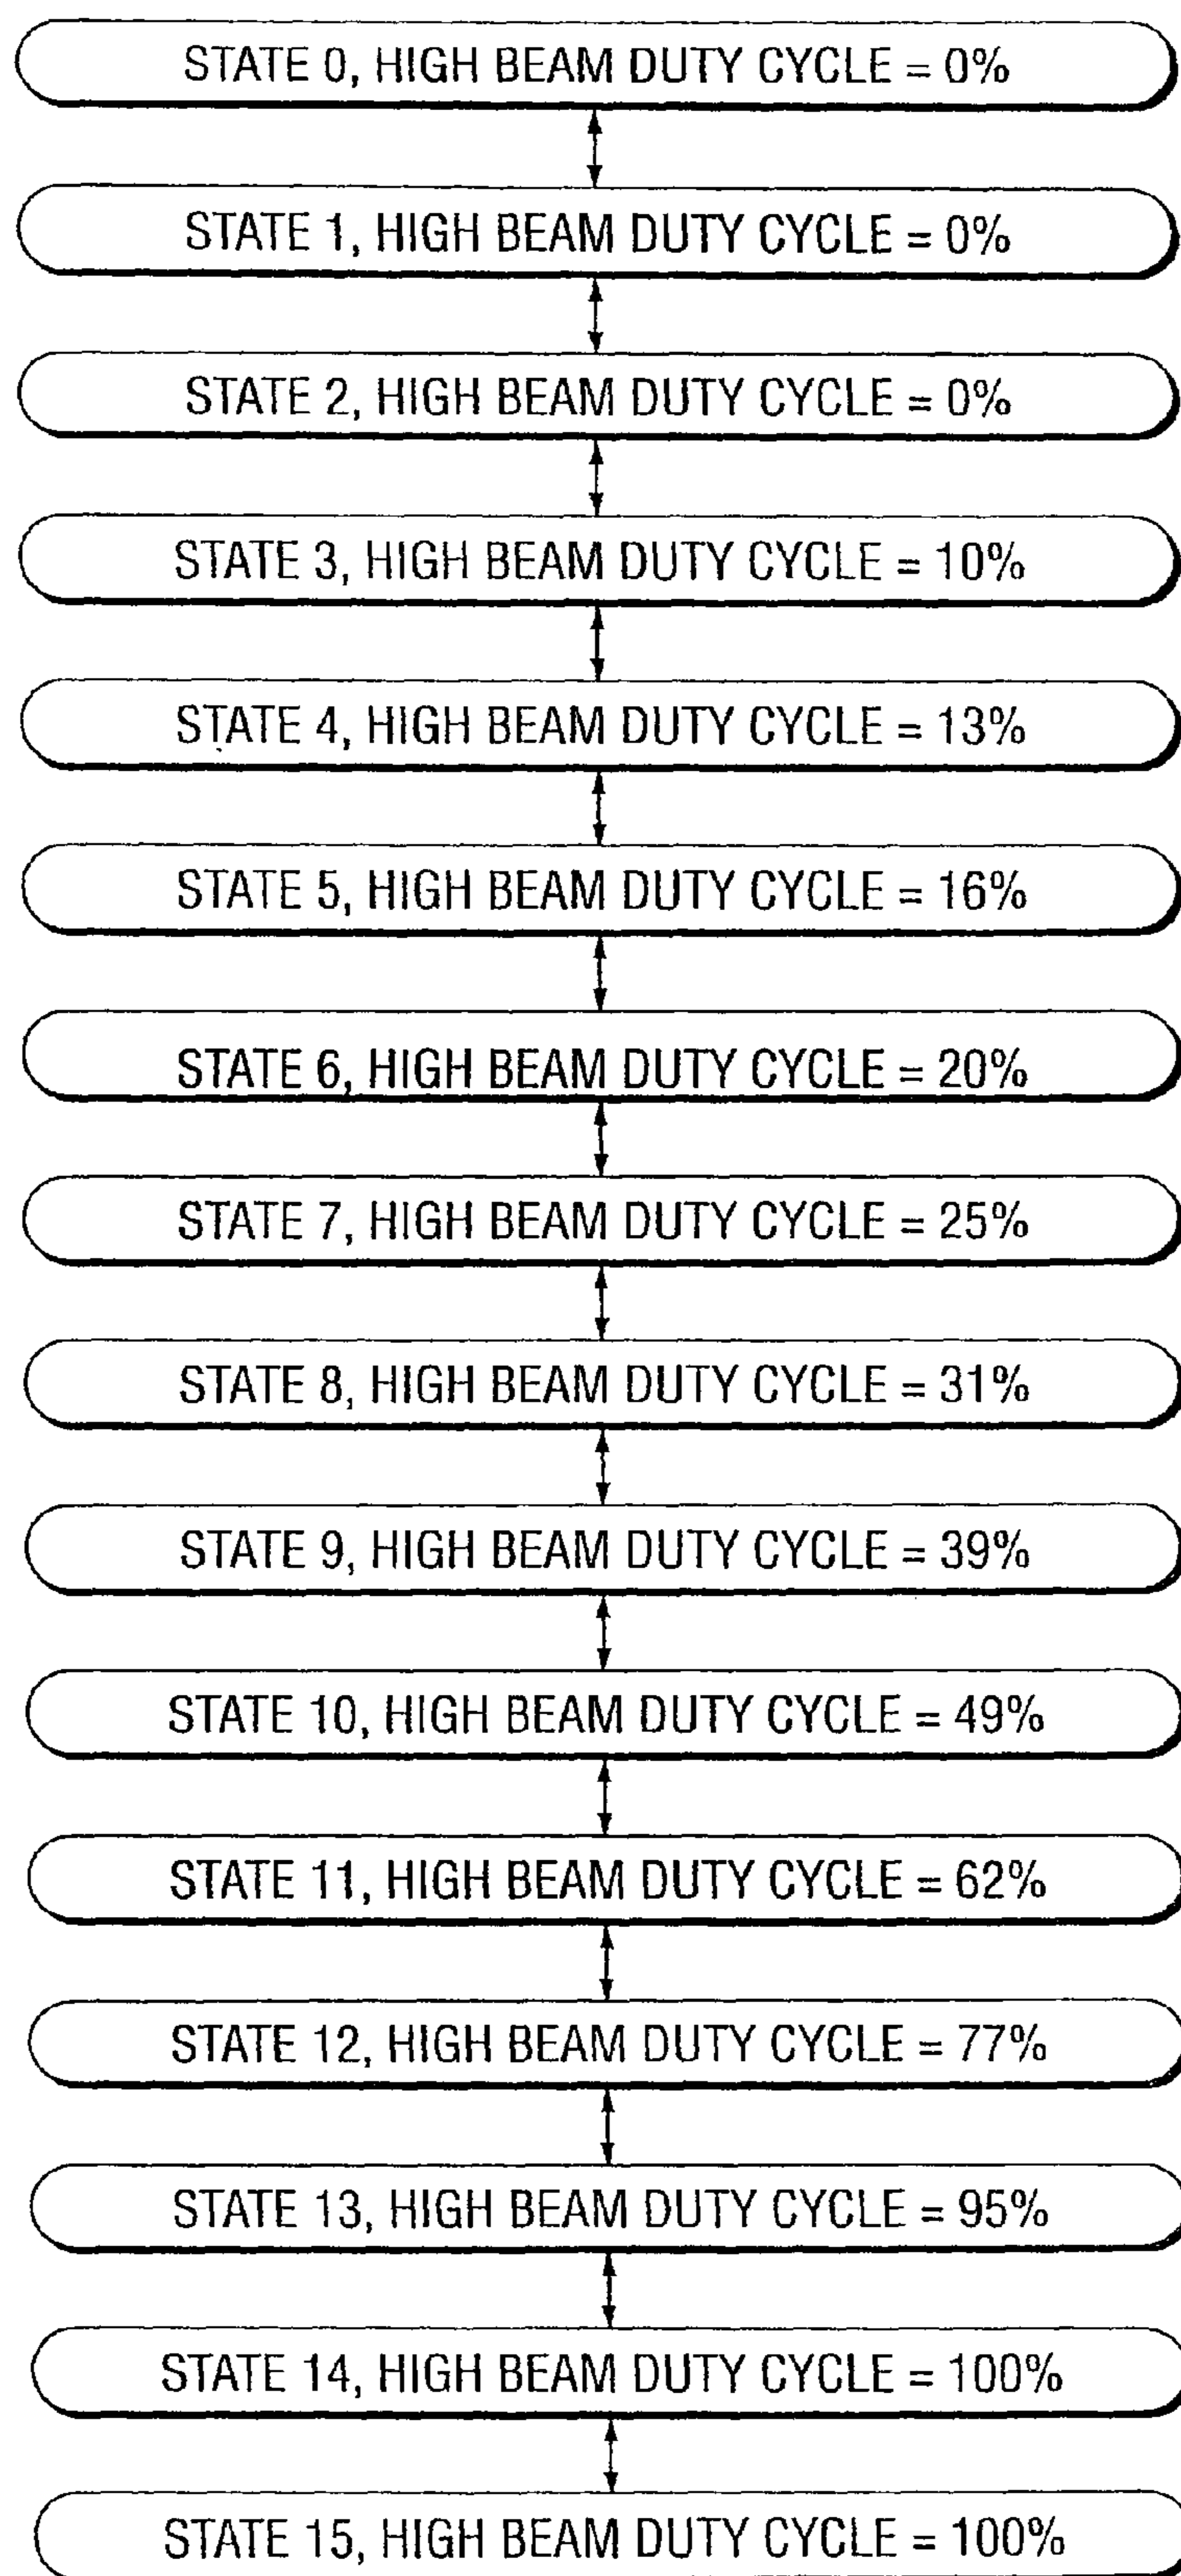 STATE 0, HIGH BEAM DUTY CYCLE = 0%
STATE 1, HIGH BEAM DUTY CYCLE = 0%
STATE 2, HIGH BEAM DUTY CYCLE = 0%
STATE 3, HIGH BEAM DUTY CYCLE = 10%
STATE 4, HIGH BEAM DUTY CYCLE = 13%
STATE 5, HIGH BEAM DUTY CYCLE = 16%
STATE 6, HIGH BEAM DUTY CYCLE = 20%
STATE 7, HIGH BEAM DUTY CYCLE = 25%
STATE 8, HIGH BEAM DUTY CYCLE = 31%
STATE 9, HIGH BEAM DUTY CYCLE = 39%
STATE 10, HIGH BEAM DUTY CYCLE = 49%
STATE 11, HIGH BEAM DUTY CYCLE = 62%
STATE 12, HIGH BEAM DUTY CYCLE = 77%
STATE 13, HIGH BEAM DUTY CYCLE = 95%
STATE 14, HIGH BEAM DUTY CYCLE = 100%
STATE 15, HIGH BEAM DUTY CYCLE = 100%